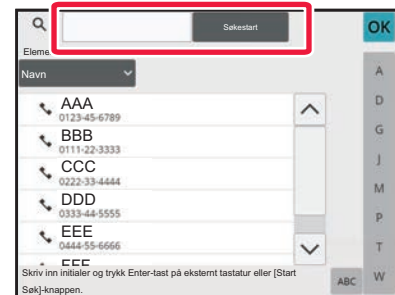 Søkestart
OK
Eleme
Navn
A
D
G
J
M
P
T
W
AAA
0123-45-6789
BBB
0111-22-3333
CCC
0222-33-4444
DDD
0333-44-5555
EEE
0444-55-6666
FFF
Skriv inn initialer og trykk Enter-tast på eksternt tastatur eller [Start
Søk]-knappen.
ABC